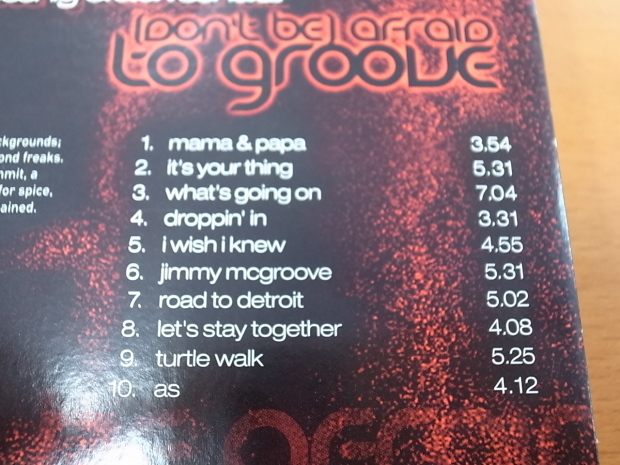 (Don't be) afraid
to groove
ckgrounds;
ond freaks.
mmit, a
for spice,
ained.
1. mama & papa 3.54
2. it's your thing 5.31
3. what's going on 7.04
4. droppin' in 3.31
5. i wish i knew 4.55
6. jimmy mcgroove 5.31
7. road to detroit 5.02
8. let's stay together 4.08
9. turtle walk 5.25
10. as 4.12